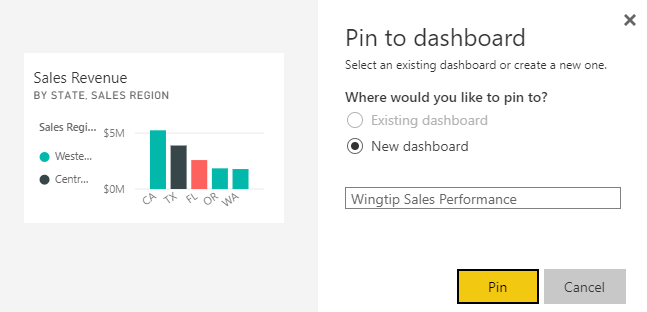 Sales Revenue
BY STATE, SALES REGION
Sales Regi...
Weste...
Centr...
$5M
$0M
CA TX FL OR WA
Pin to dashboard
Select an existing dashboard or create a new one.
Where would you like to pin to?
Existing dashboard
New dashboard
Wingtip Sales Performance
Pin Cancel